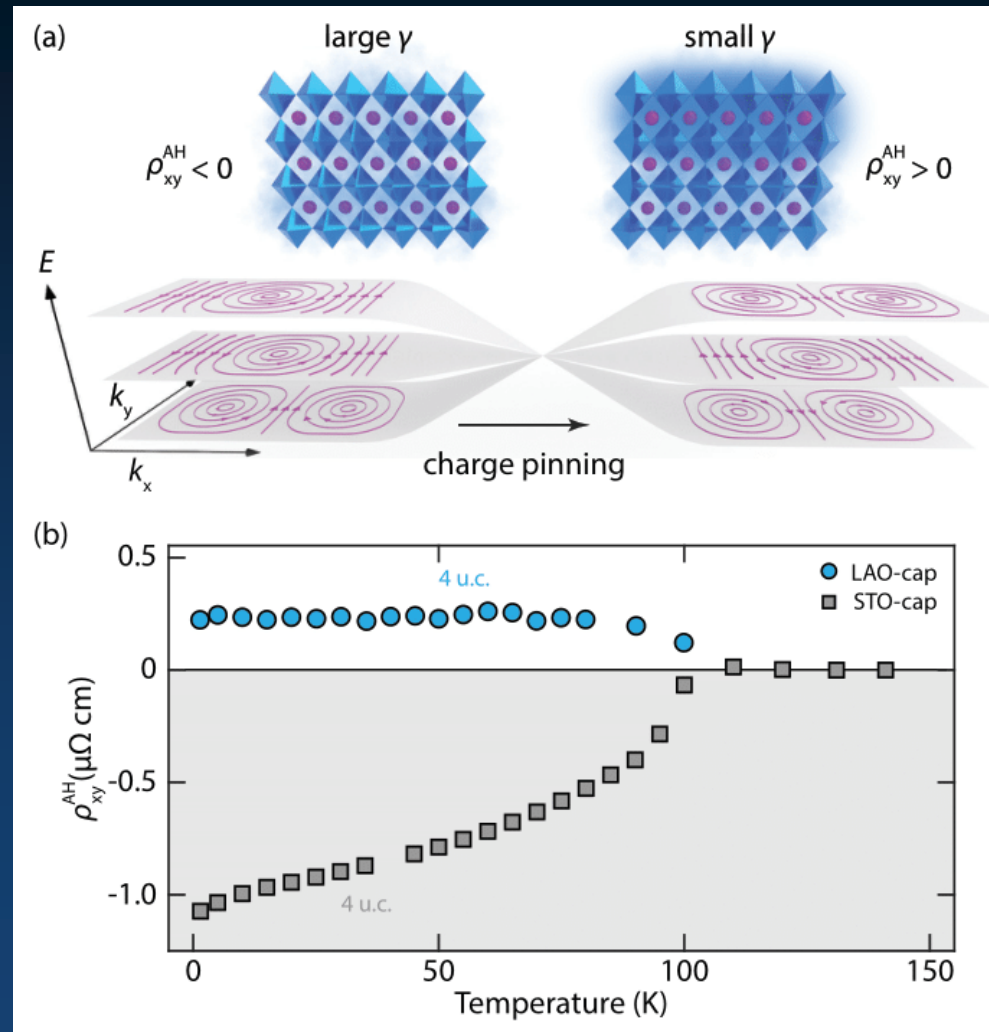 (a)
large γ
small γ
ρ_xy^AH < 0
ρ_xy^AH > 0
E
k_y
k_x
charge pinning
(b)
0.5
4 u.c.
LAO-cap
STO-cap
0
-0.5
-1.0
ρ_xy^AH (μΩ cm)
4 u.c.
0
50
100
150
Temperature (K)